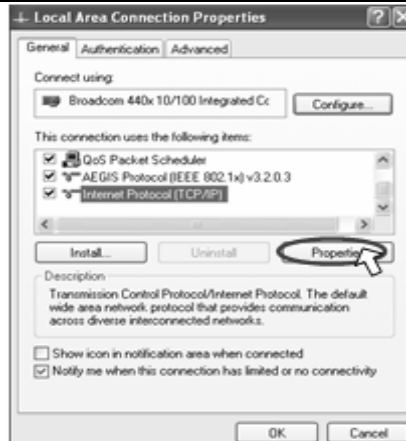 Local Area Connection Properties
General Authentication Advanced
Connect using:
Broadcom 440x 10/100 Integrated Cc
Configure...
This connection uses the following items:
QoS Packet Scheduler
AEGIS Protocol (IEEE 802.1x) v3.2.0.3
Internet Protocol (TCP/IP)
Install... Uninstall Properties
Description
Transmission Control Protocol/Internet Protocol. The default
wide area network protocol that provides communication
across diverse interconnected networks.
Show icon in notification area when connected
Notify me when this connection has limited or no connectivity
OK Cancel